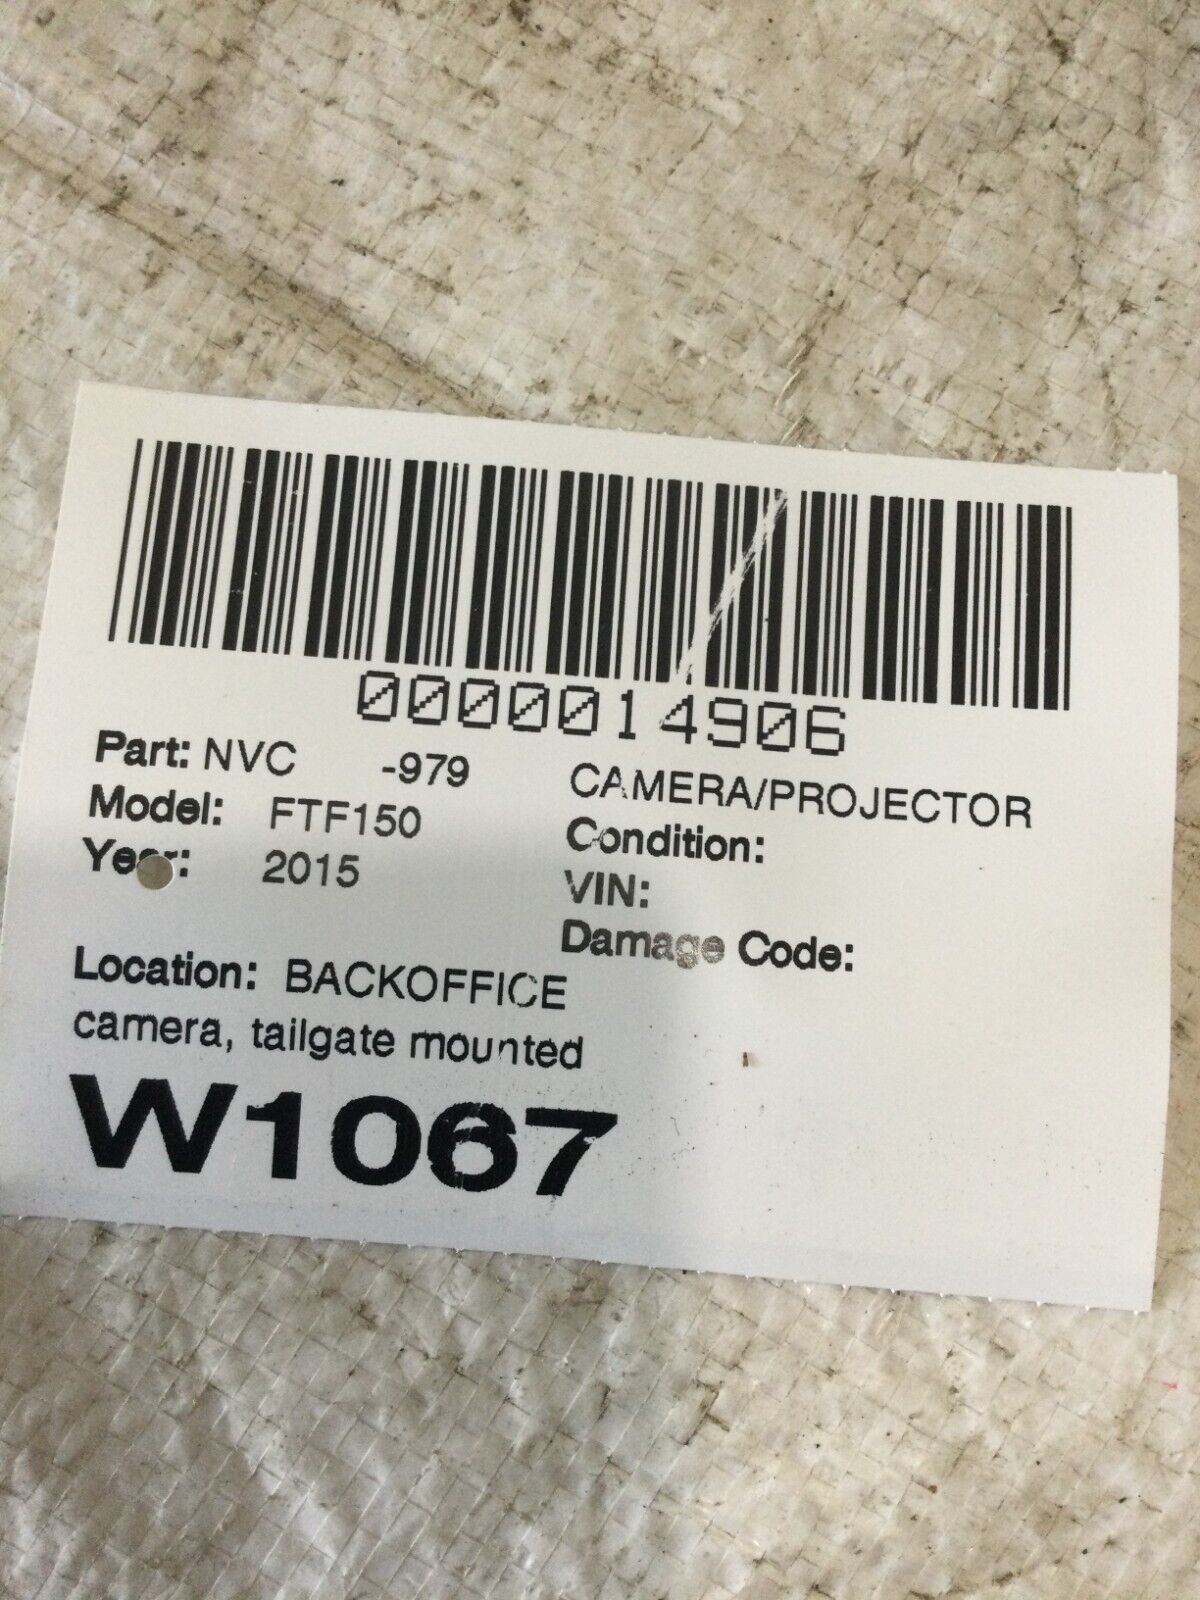 0000014906
Part: NVC -979 CAMERA/PROJECTOR
Model: FTF150 Condition:
Year: 2015 VIN:
Damage Code:
Location: BACKOFFICE
camera, tailgate mounted
W1067